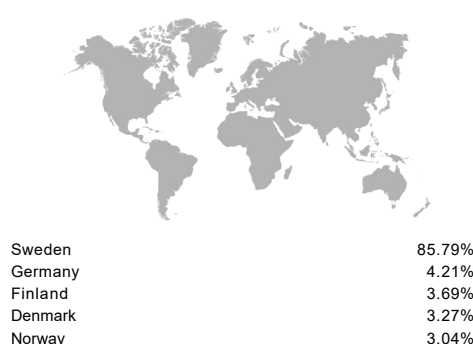 Sweden 85.79%
Germany 4.21%
Finland 3.69%
Denmark 3.27%
Norway 3.04%